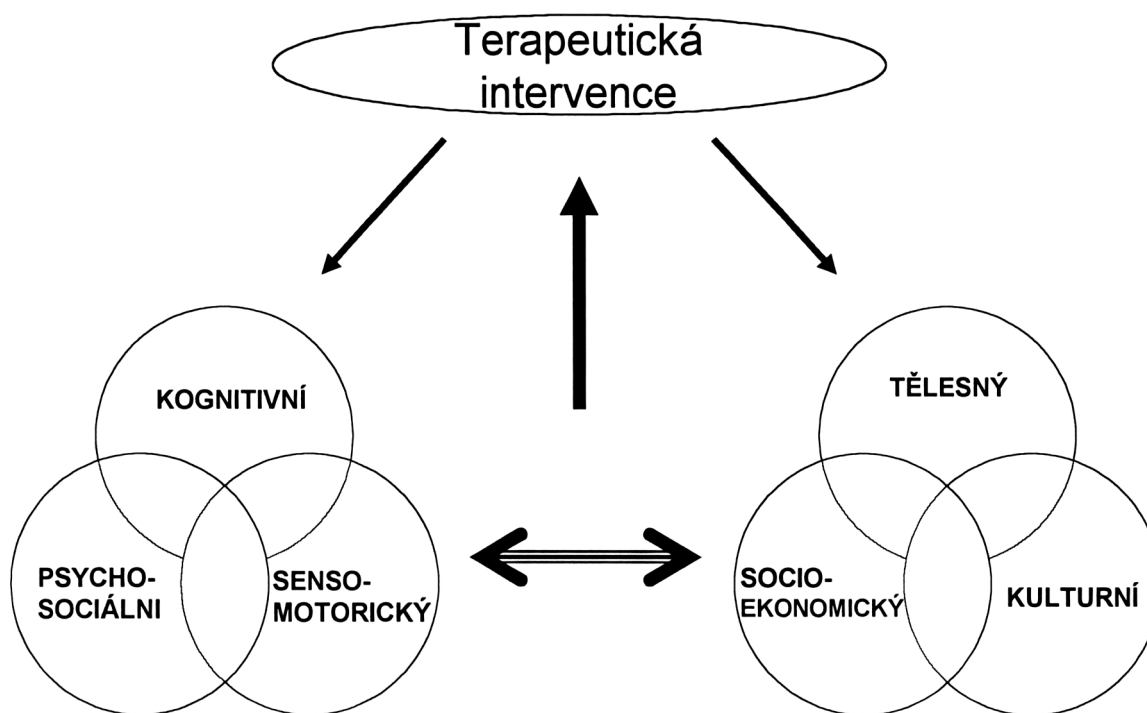 Terapeutická
intervence
KOGNITIVNÍ
TĚLESNÝ
PSYCHO-
SOCIÁLNI
SENSO-
MOTORICKÝ
SOCIO-
EKONOMICKÝ
KULTURNÍ